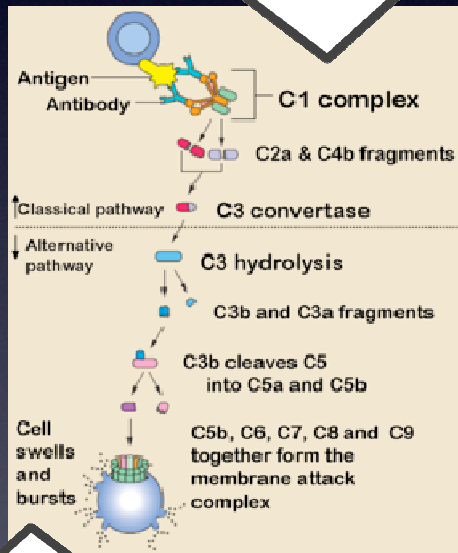 Antigen
Antibody
C1 complex
C2a & C4b fragments
Classical pathway
C3 convertase
Alternative
pathway
C3 hydrolysis
C3b and C3a fragments
C3b cleaves C5
into C5a and C5b
Cell
swells
and
bursts
C5b, C6, C7, C8 and C9
together form the
membrane attack
complex